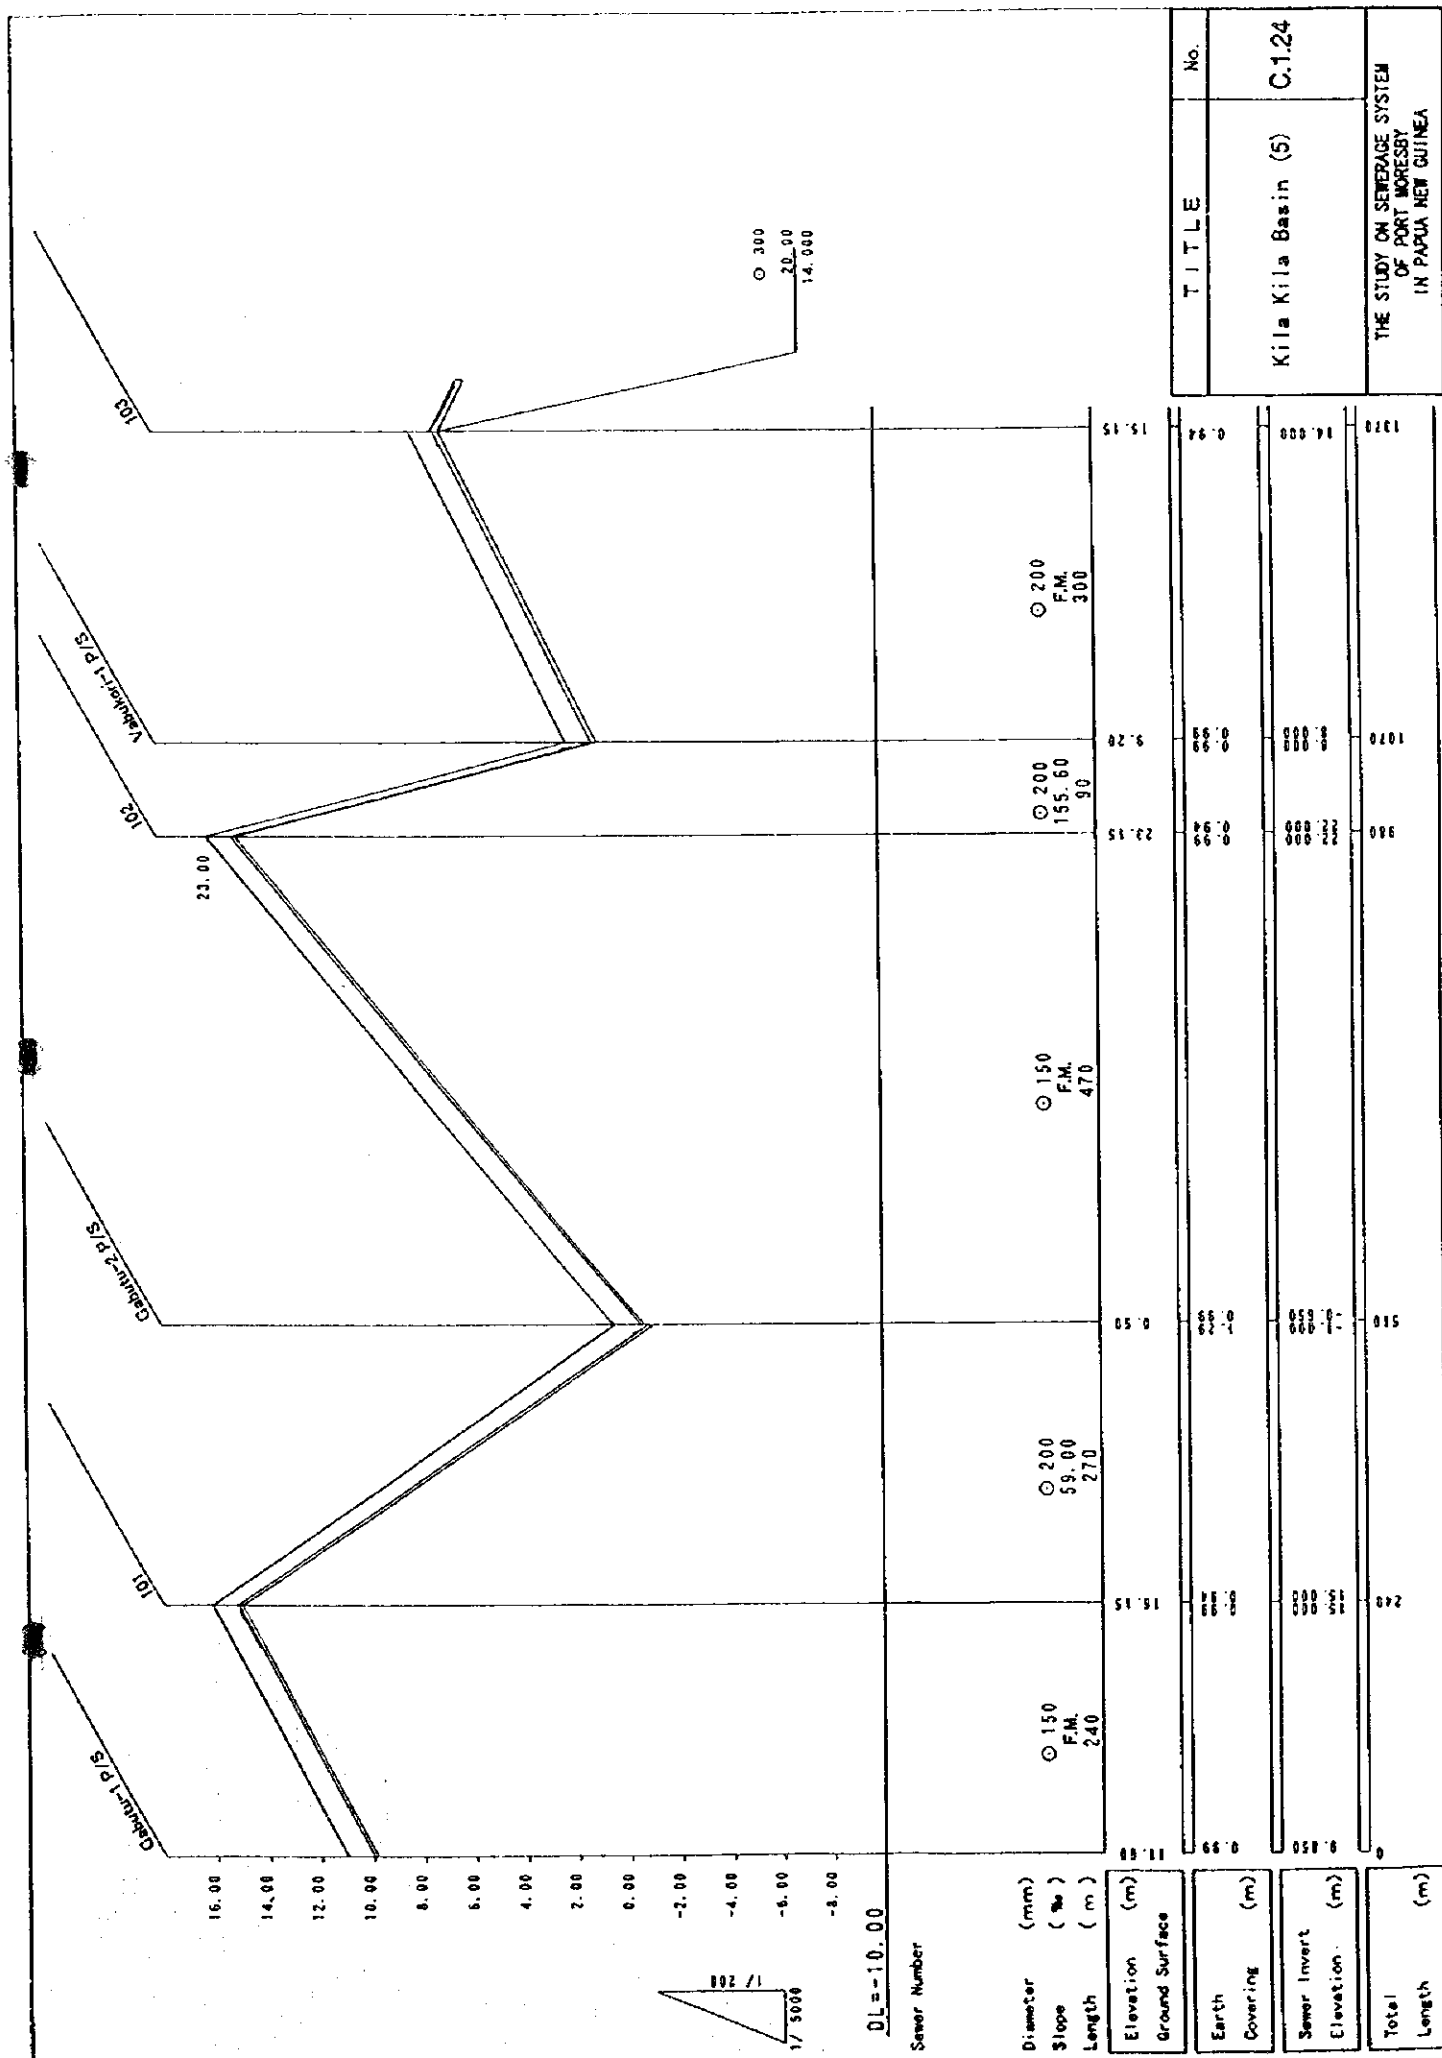 Gabutu-1 P/S
101
Gabutu-2 P/S
102
Vabukori-1 P/S
103
23.00
⊙ 300
20.00
14.000
16.00
14.00
12.00
10.00
8.00
6.00
4.00
2.00
0.00
-2.00
-4.00
-6.00
-8.00
1/ 200
1/ 5000
DL=-10.00
Sewer Number
Diameter (mm)
Slope (‰)
Length (m)
⊙ 150
F.M.
240
⊙ 200
59.00
270
⊙ 150
F.M.
470
⊙ 200
155.60
90
⊙ 200
F.M.
300
Elevation (m)
Ground Surface
0.50
23.15
9.20
15.15
Earth
Covering (m)
0.99
0.94
Sewer Invert
Elevation (m)
9.850
14.000
Total
Length (m)
0 240 510 980 1070 1370
TITLE No.
Kila Kila Basin (5) C.1.24
THE STUDY ON SEWERAGE SYSTEM
OF PORT MORESBY
IN PAPUA NEW GUINEA